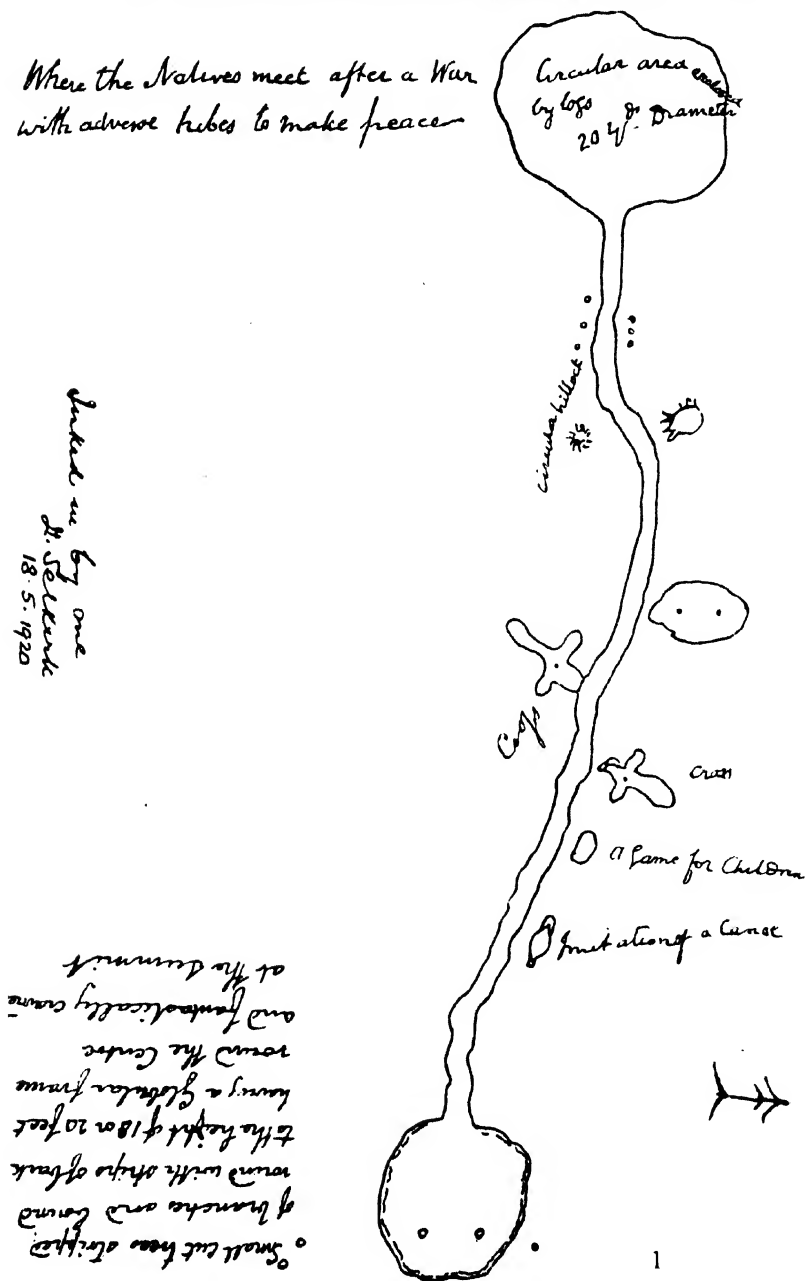 Where the Natives meet after a War
with adverse tribes to make peace
Circular area enclosed
by logs
20 yds. Diameter
circular hillock
Inked in by me
H. Selkirk
18.5.1920
cross
A Game for Children
Imitation of a Canoe
o Small cut trees stripped
of branches and bound
round with strips of bark
to the height of 18 or 20 feet
having a Globular frame
round the Centre
and fantastically
at the Summit
1